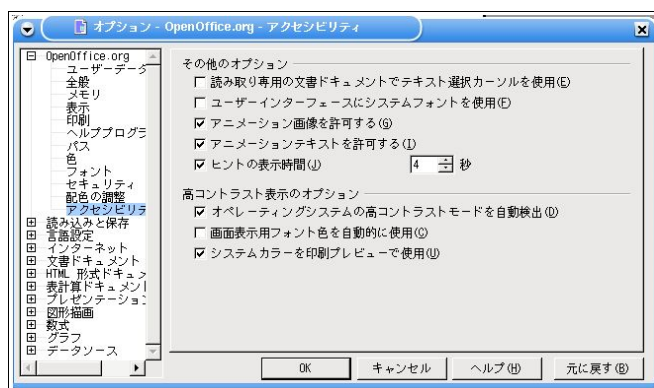 オプション - OpenOffice.org - アクセシビリティ
OpenOffice.org
ユーザーデータ
全般
メモリ
表示
印刷
ヘルププログラ
パス
色
フォント
セキュリティ
配色の調整
アクセシビリテ
読み込みと保存
言語設定
インターネット
文書ドキュメント
HTML 形式ドキュメ
表計算ドキュメント
プレゼンテーション
図形描画
数式
グラフ
データソース
その他のオプション
読み取り専用の文書ドキュメントでテキスト選択カーソルを使用(E)
ユーザーインターフェースにシステムフォントを使用(F)
アニメーション画像を許可する(G)
アニメーションテキストを許可する(I)
ヒントの表示時間(J) 4 秒
高コントラスト表示のオプション
オペレーティングシステムの高コントラストモードを自動検出(D)
画面表示用フォント色を自動的に使用(C)
システムカラーを印刷プレビューで使用(U)
OK キャンセル ヘルプ(H) 元に戻す(B)